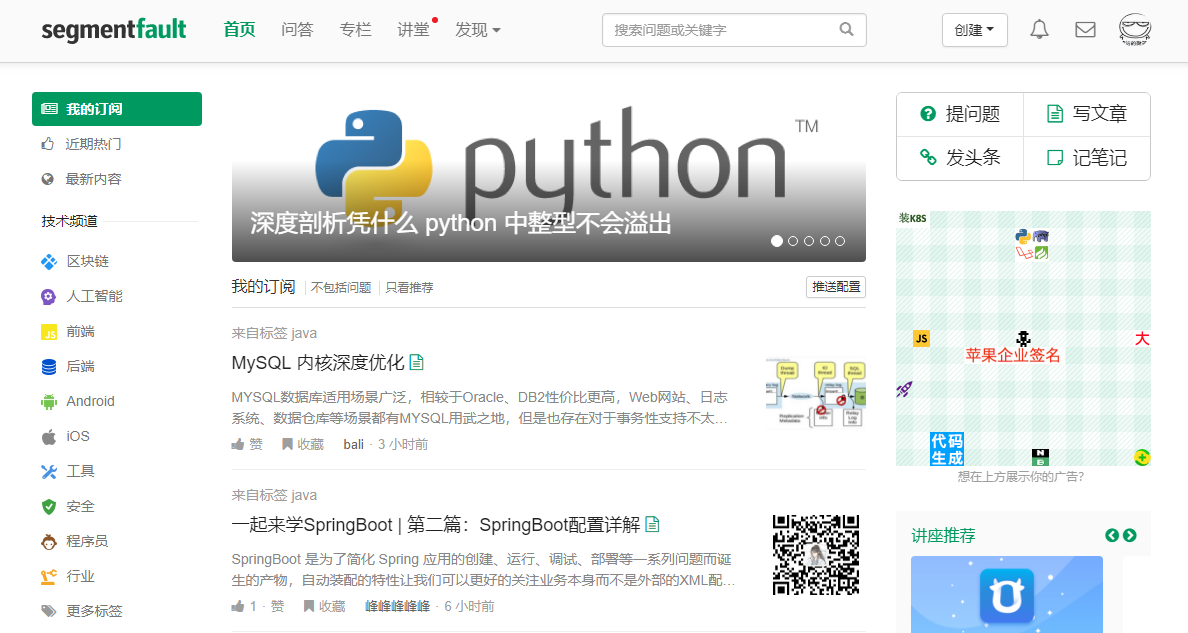 segmentfault 首页 问答 专栏 讲堂 发现 搜索问题或关键字 创建
我的订阅
近期热门
最新内容
技术频道
区块链
人工智能
JS 前端
后端
Android
iOS
工具
安全
程序员
行业
更多标签
python TM
深度剖析凭什么 python 中整型不会溢出
我的订阅 不包括问题 只看推荐 推送配置
来自标签 java
MySQL 内核深度优化
MYSQL数据库适用场景广泛，相较于Oracle、DB2性价比更高，Web网站、日志
系统、数据仓库等场景都有MYSQL用武之地，但是也存在对于事务性支持不太…
赞 收藏 bali · 3 小时前
来自标签 java
一起来学SpringBoot | 第二篇：SpringBoot配置详解
SpringBoot 是为了简化 Spring 应用的创建、运行、调试、部署等一系列问题而诞
生的产物，自动装配的特性让我们可以更好的关注业务本身而不是外部的XML配…
1 · 赞 收藏 峰峰峰峰峰 · 6 小时前
提问题 写文章
发头条 记笔记
装K8S
JS
大
苹果企业签名
代码
生成
想在上方展示你的广告?
讲座推荐